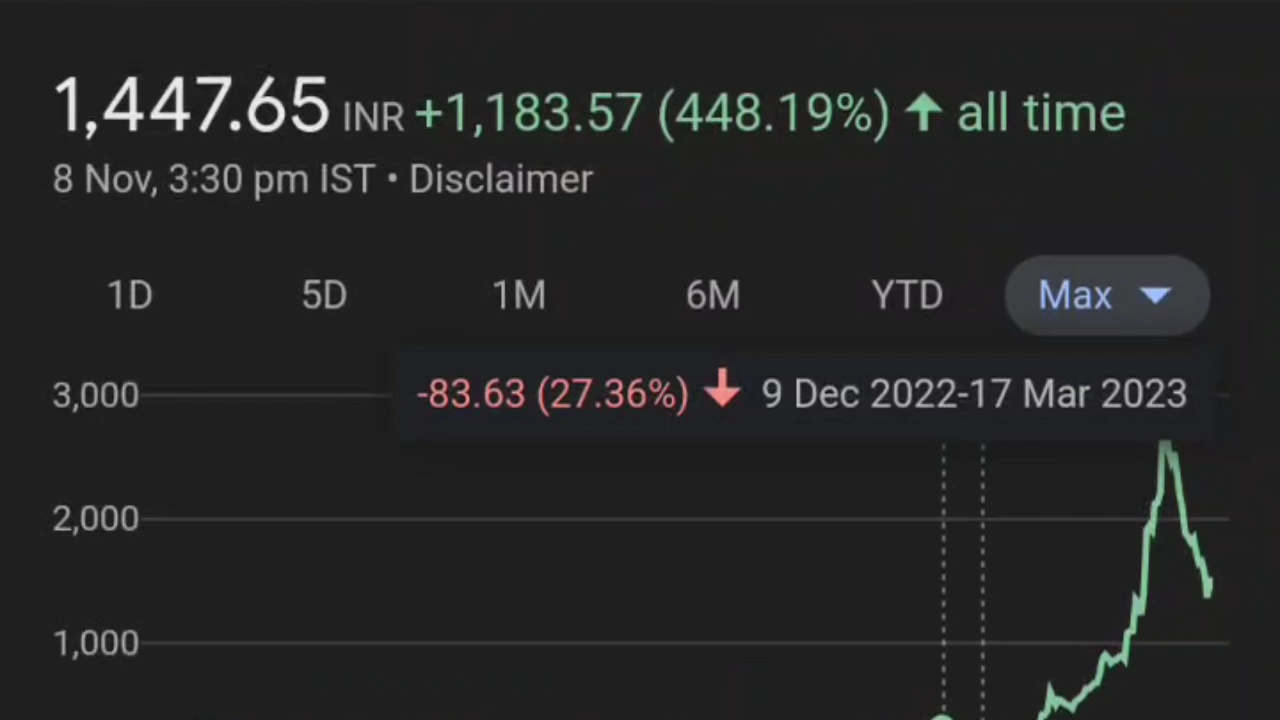 1,447.65 INR +1,183.57 (448.19%) ↑ all time
8 Nov, 3:30 pm IST • Disclaimer
1D 5D 1M 6M YTD Max
3,000
-83.63 (27.36%) ↓ 9 Dec 2022-17 Mar 2023
2,000
1,000